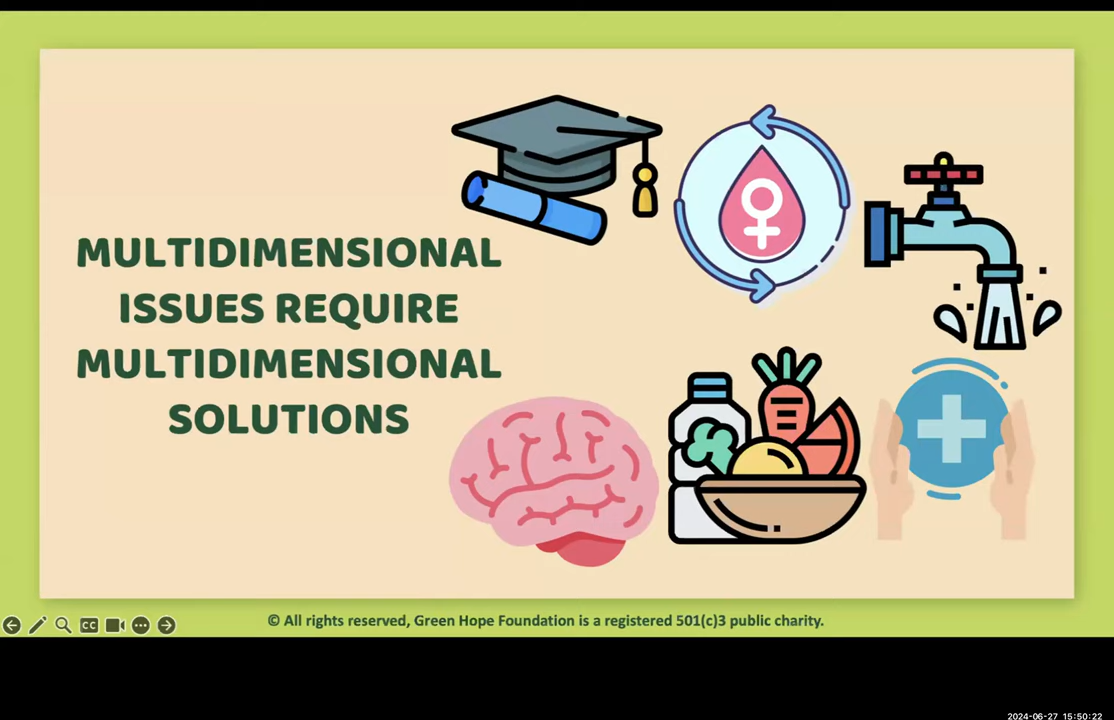 MULTIDIMENSIONAL
ISSUES REQUIRE
MULTIDIMENSIONAL
SOLUTIONS
CC
© All rights reserved, Green Hope Foundation is a registered 501(c)3 public charity.
2024-06-27 15:50:22